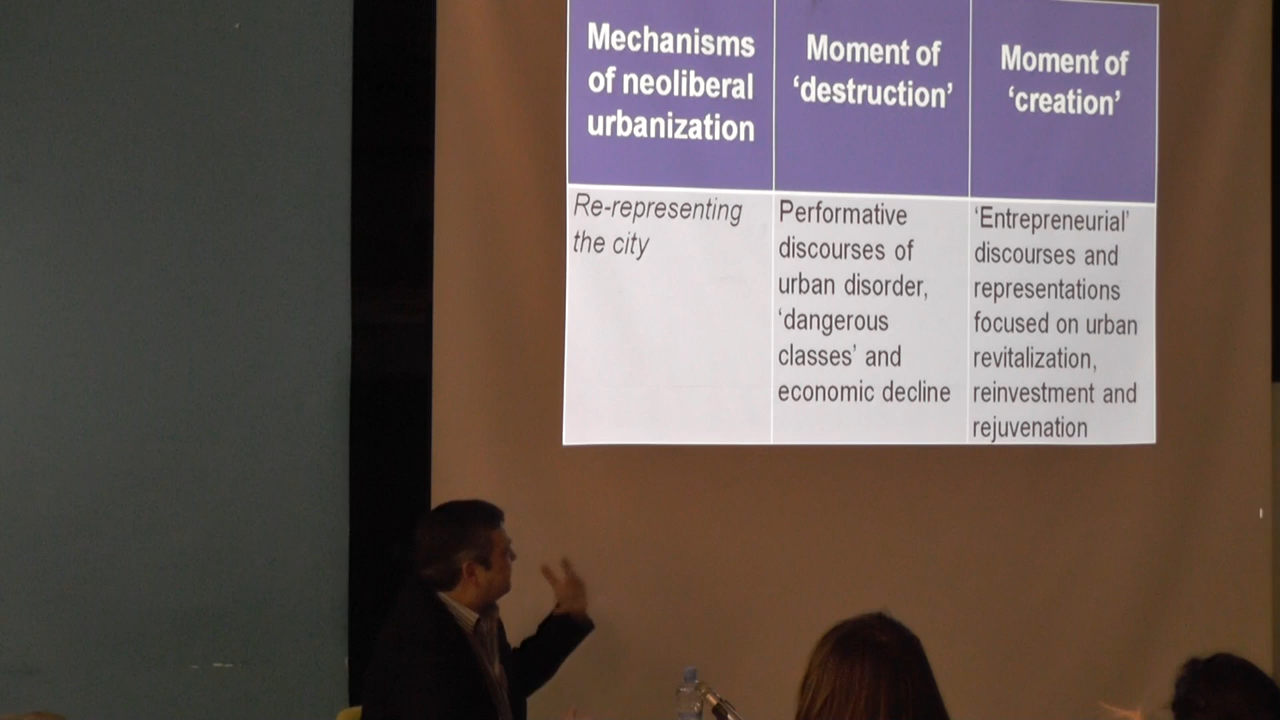 Mechanisms
of neoliberal
urbanization
Moment of
‘destruction’
Moment of
‘creation’
Re-representing
the city
Performative
discourses of
urban disorder,
‘dangerous
classes’ and
economic decline
‘Entrepreneurial’
discourses and
representations
focused on urban
revitalization,
reinvestment and
rejuvenation